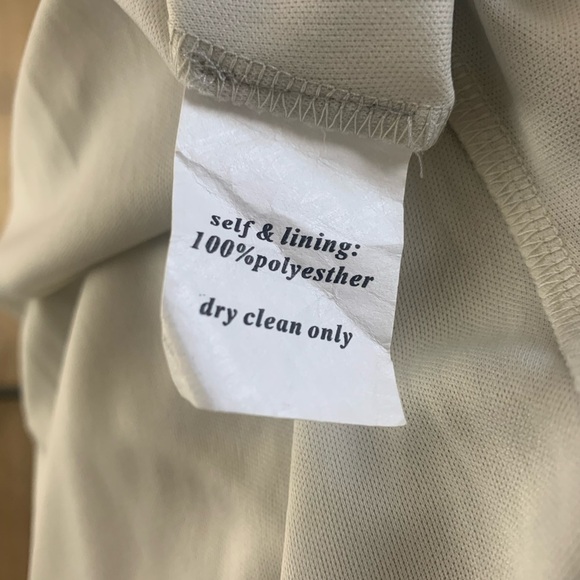 self & lining:
100%polyesther
dry clean only